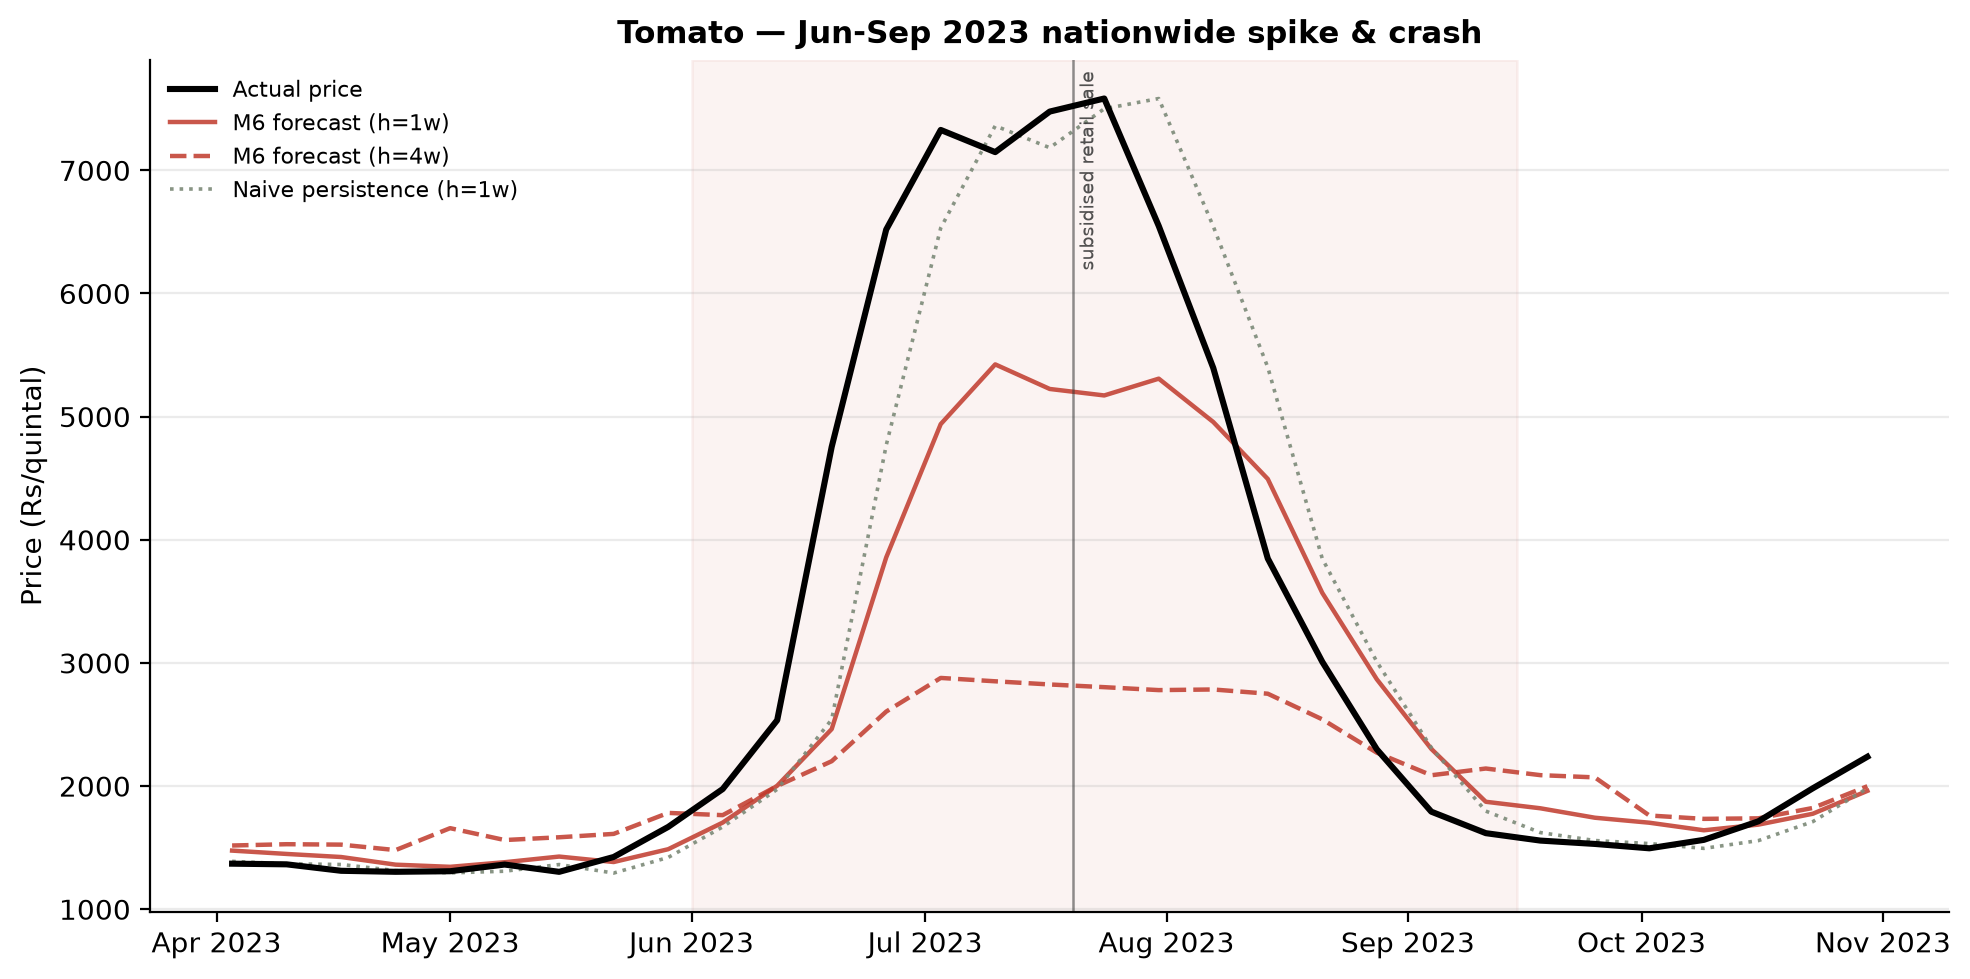 Tomato — Jun-Sep 2023 nationwide spike & crash
Actual price
M6 forecast (h=1w)
M6 forecast (h=4w)
Naive persistence (h=1w)
subsidised retail sale
Price (Rs/quintal)
7000
6000
5000
4000
3000
2000
1000
Apr 2023
May 2023
Jun 2023
Jul 2023
Aug 2023
Sep 2023
Oct 2023
Nov 2023